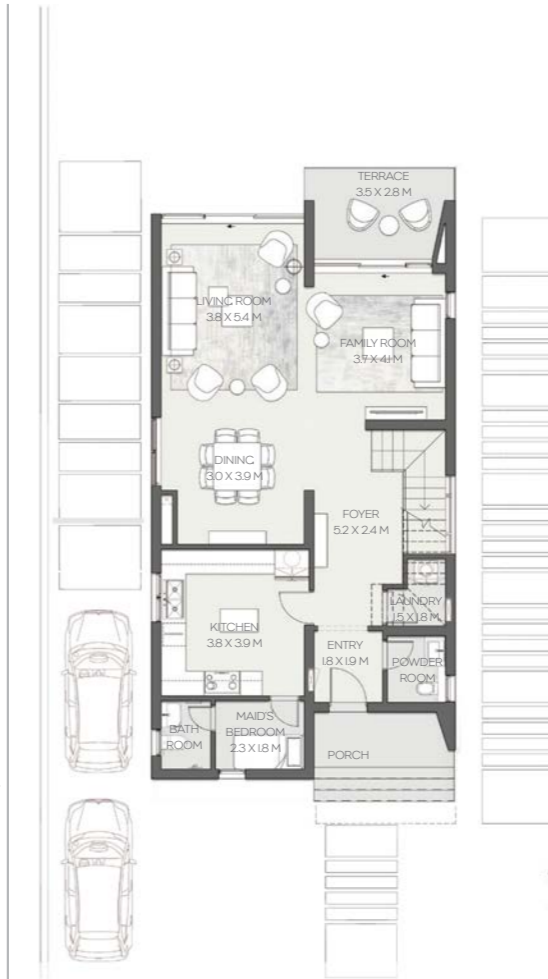 TERRACE
3.5 X 2.8 M
LIVING ROOM
3.8 X 5.4 M
FAMILY ROOM
3.7 X 4.1 M
DINING
3.0 X 3.9 M
FOYER
5.2 X 2.4 M
LAUNDRY
1.5 X 1.8 M
KITCHEN
3.8 X 3.9 M
ENTRY
1.8 X 1.9 M
POWDER
ROOM
BATH
ROOM
MAID'S
BEDROOM
2.3 X 1.8 M
PORCH